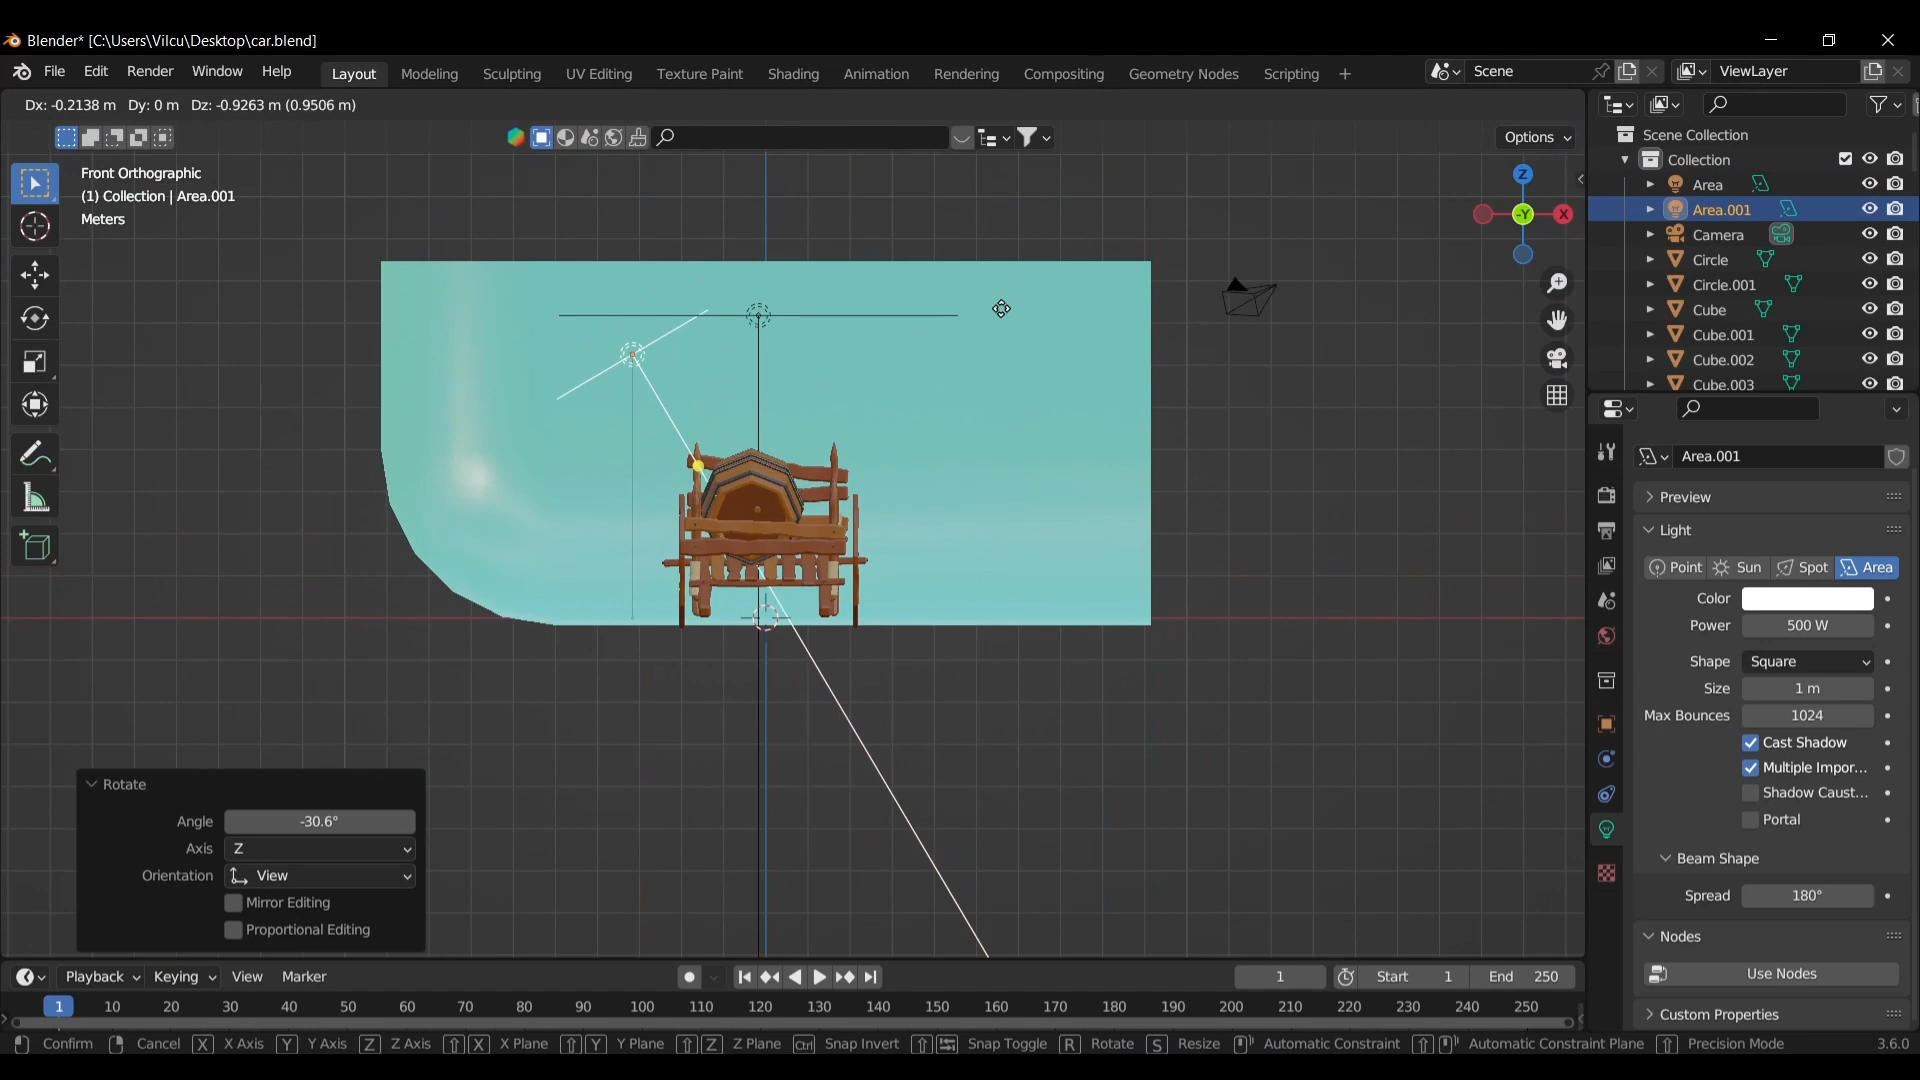 Blender* [C:\Users\Vilcu\Desktop\car.blend]
File Edit Render Window Help
Layout Modeling Sculpting UV Editing Texture Paint Shading Animation Rendering Compositing Geometry Nodes Scripting +
Scene
ViewLayer
Dx: -0.2138 m Dy: 0 m Dz: -0.9263 m (0.9506 m)
Options
Front Orthographic
(1) Collection | Area.001
Meters
Z
-Y
X
Scene Collection
Collection
Area
Area.001
Camera
Circle
Circle.001
Cube
Cube.001
Cube.002
Cube.003
Area.001
Preview
Light
Point Sun Spot Area
Color
Power 500 W
Shape Square
Size 1 m
Max Bounces 1024
Cast Shadow
Multiple Impor...
Shadow Caust...
Portal
Beam Shape
Spread 180°
Nodes
Use Nodes
Custom Properties
Rotate
Angle -30.6°
Axis Z
Orientation View
Mirror Editing
Proportional Editing
Playback Keying View Marker
1 Start 1 End 250
1 10 20 30 40 50 60 70 80 90 100 110 120 130 140 150 160 170 180 190 200 210 220 230 240 250
Confirm Cancel X X Axis Y Y Axis Z Z Axis X X Plane Y Y Plane Z Z Plane Ctrl Snap Invert Snap Toggle R Rotate S Resize Automatic Constraint Automatic Constraint Plane Precision Mode 3.6.0